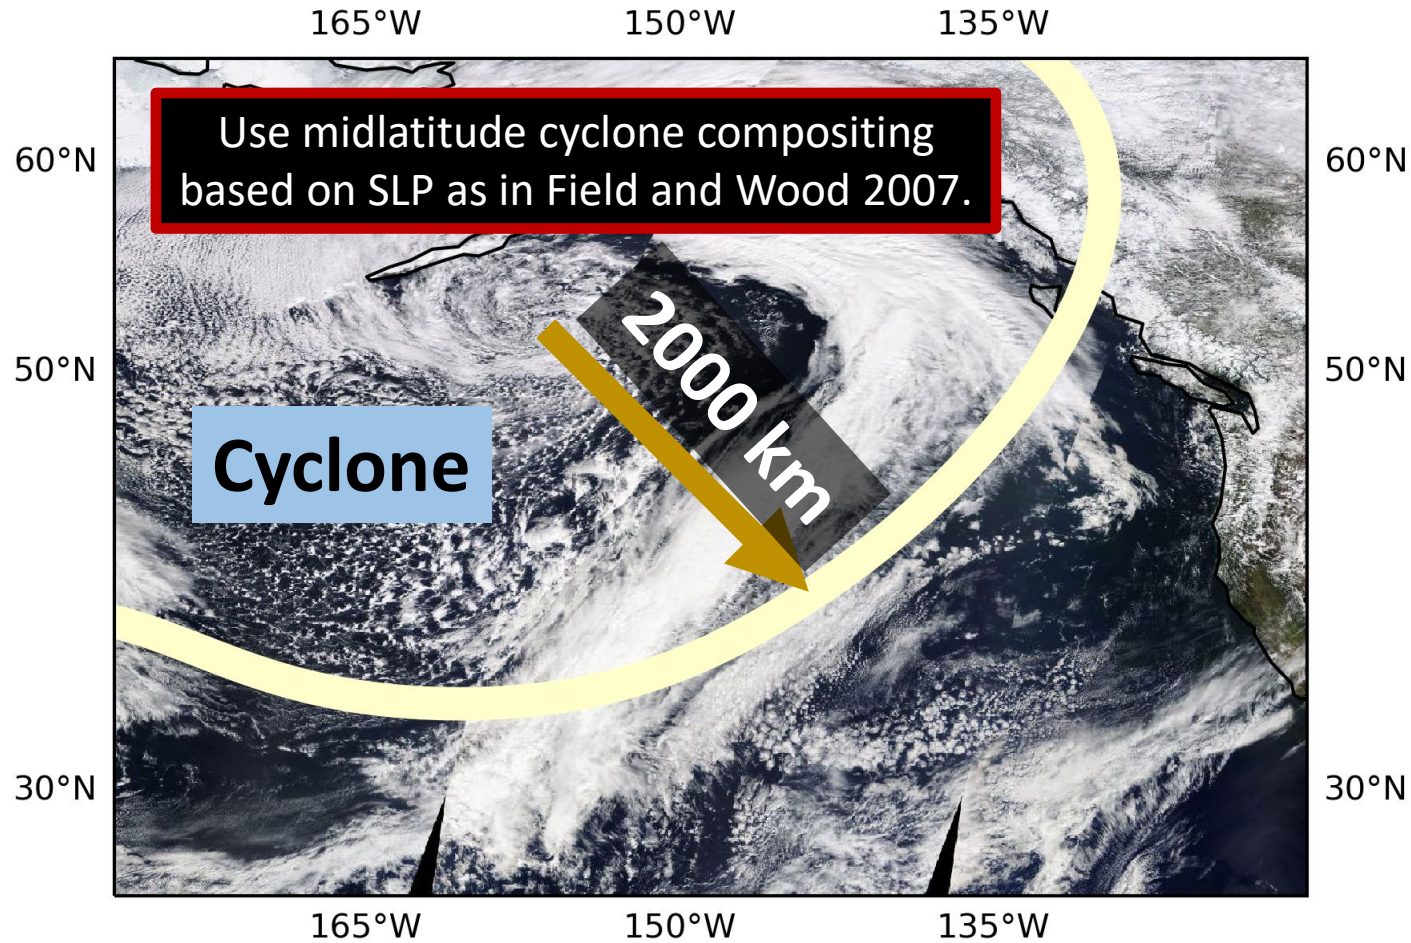 165°W 150°W 135°W
Use midlatitude cyclone compositing
based on SLP as in Field and Wood 2007.
60°N 60°N
50°N 50°N
2000 km
Cyclone
30°N 30°N
165°W 150°W 135°W